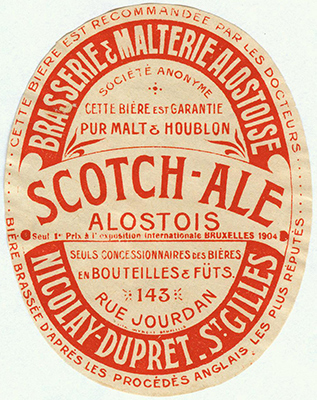 CETTE BIÈRE EST RECOMMANDÉE PAR LES DOCTEURS
BRASSERIE & MALTERIE ALOSTOISE
SOCIÉTÉ ANONYME
CETTE BIÈRE EST GARANTIE
PUR MALT & HOUBLON
SCOTCH-ALE
ALOSTOIS
Seul 1r Prix à l'exposition internationale BRUXELLES 1904
SEULS CONCESSIONNAIRES DES BIÈRES
EN BOUTEILLES & FÛTS.
143
RUE JOURDAN
NICOLAY-DUPRET. ST GILLES
BIÈRE BRASSÉE D'APRÈS LES PROCÉDÉS ANGLAIS LES PLUS RÉPUTÉS